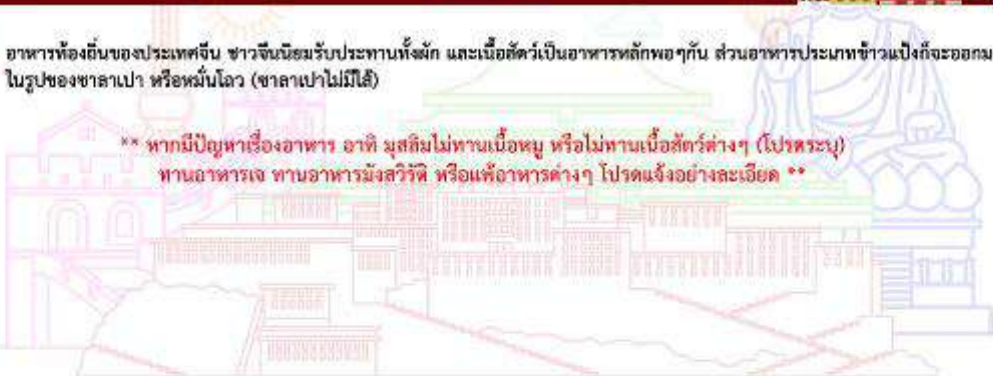 อาหารท้องถิ่นของประเทศจีน ชาวจีนนิยมรับประทานทั้งผัก และเนื้อสัตว์เป็นอาหารหลักพอๆกัน ส่วนอาหารประเภทข้าวแป้งก็จะออกม
ในรูปของซาลาเปา หรือหมั่นโถว (ซาลาเปาไม่มีไส้)
** หากมีปัญหาเรื่องอาหาร อาทิ มุสลิมไม่ทานเนื้อหมู หรือไม่ทานเนื้อสัตว์ต่างๆ (โปรดระบุ)
ทานอาหารเจ ทานอาหารมังสวิรัติ หรือแพ้อาหารต่างๆ โปรดแจ้งอย่างละเอียด **